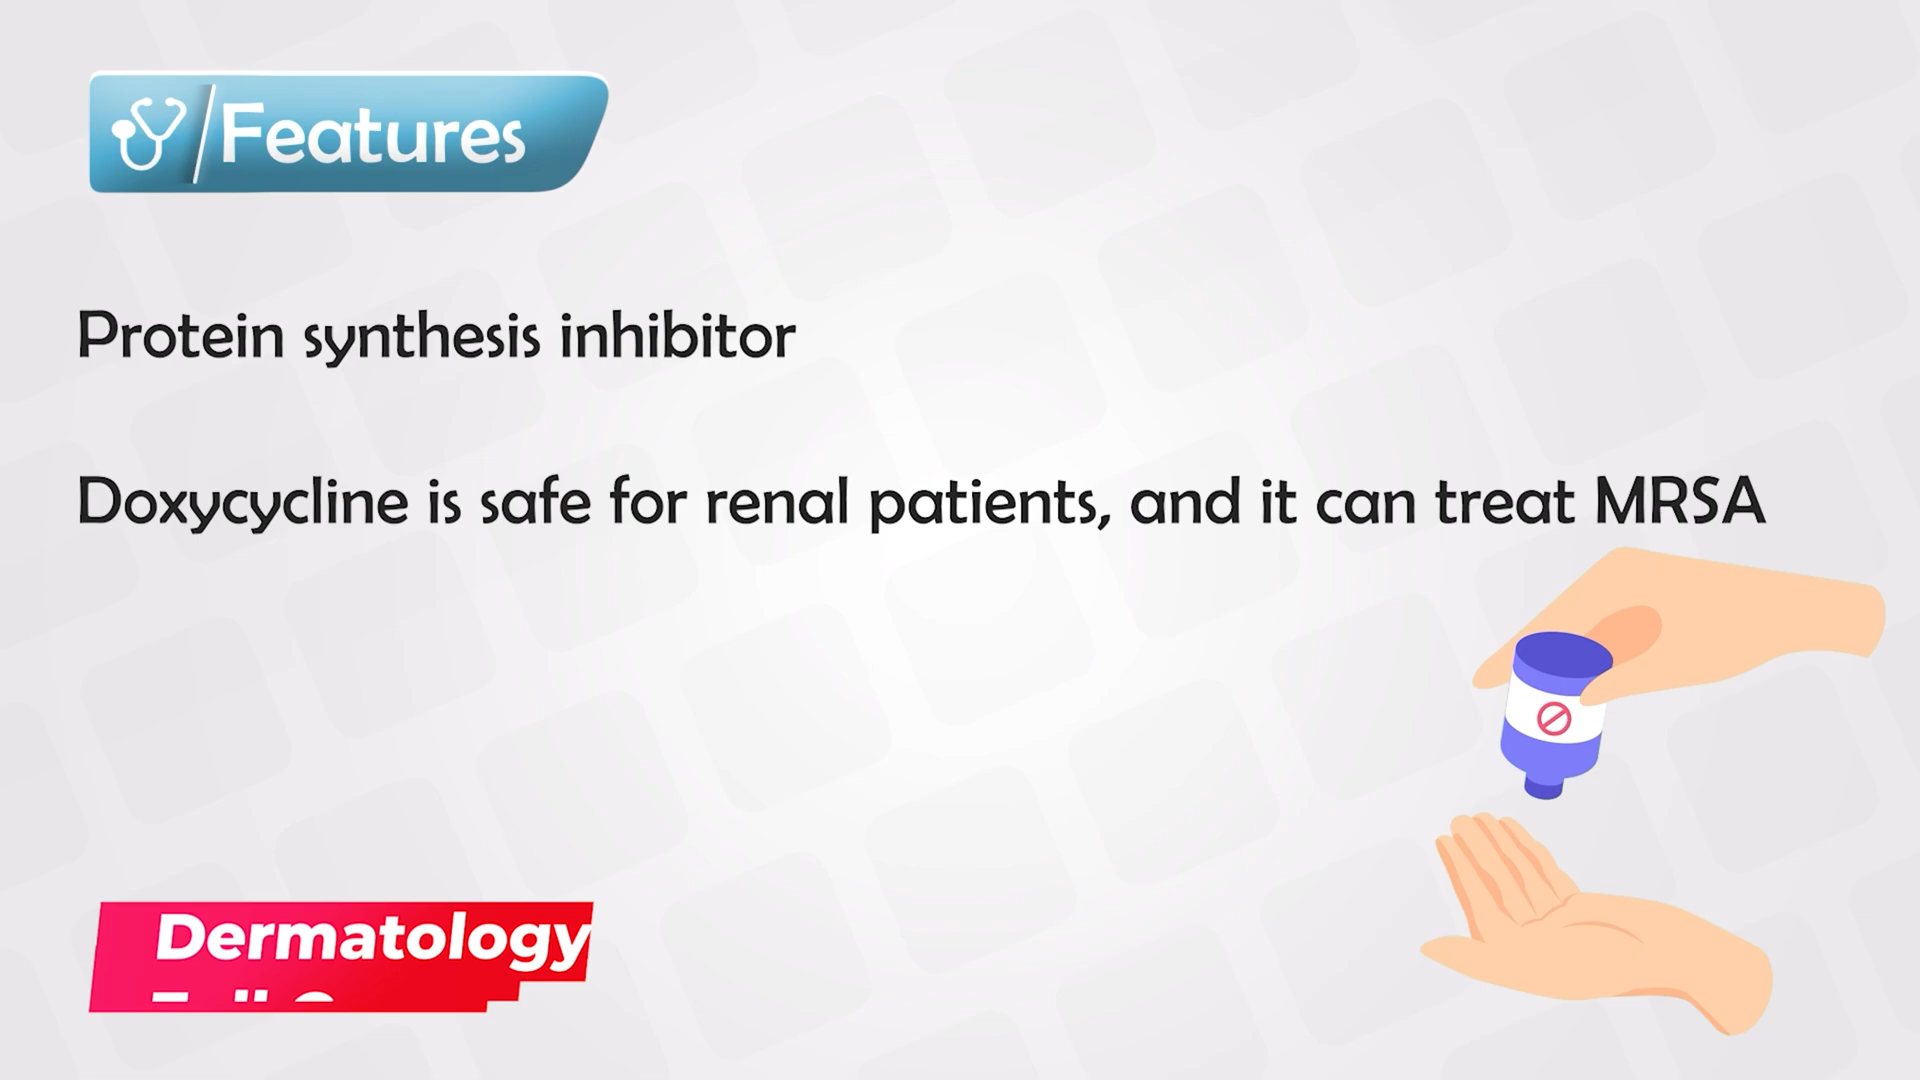 Features
Protein synthesis inhibitor
Doxycycline is safe for renal patients, and it can treat MRSA
Dermatology